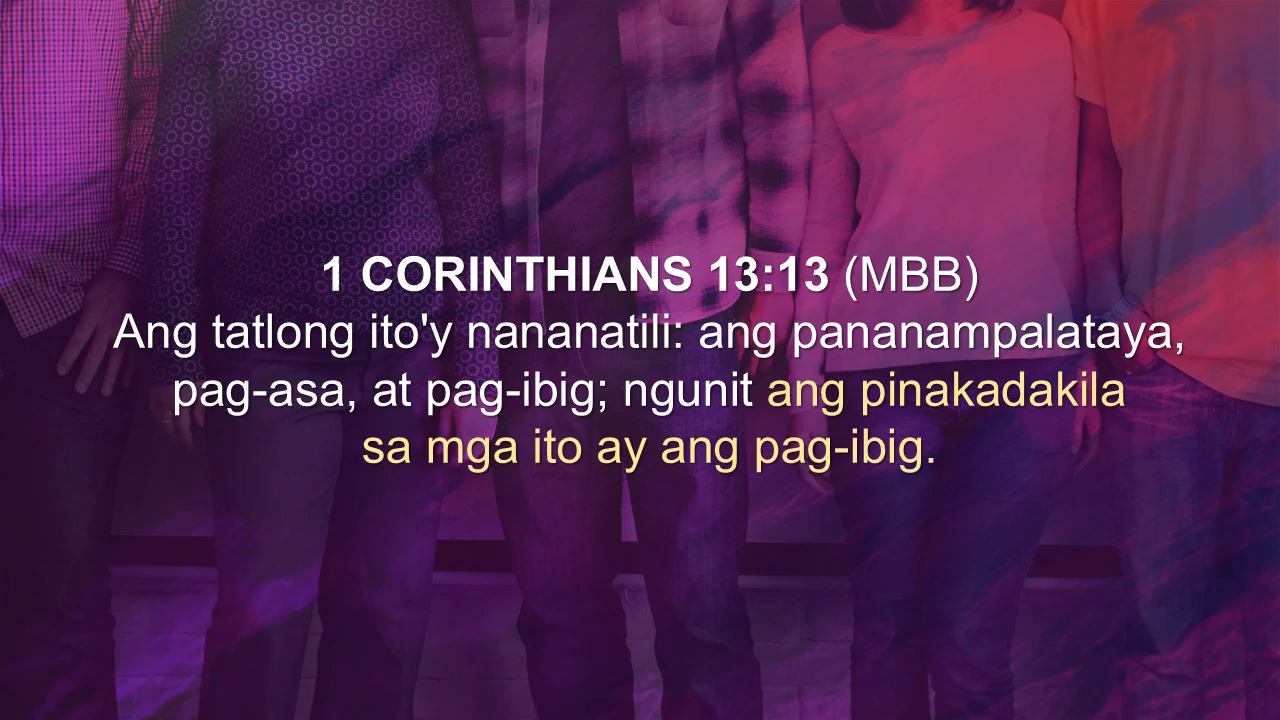 1 CORINTHIANS 13:13 (MBB)
Ang tatlong ito'y nananatili: ang pananampalataya,
pag-asa, at pag-ibig; ngunit ang pinakadakila
sa mga ito ay ang pag-ibig.